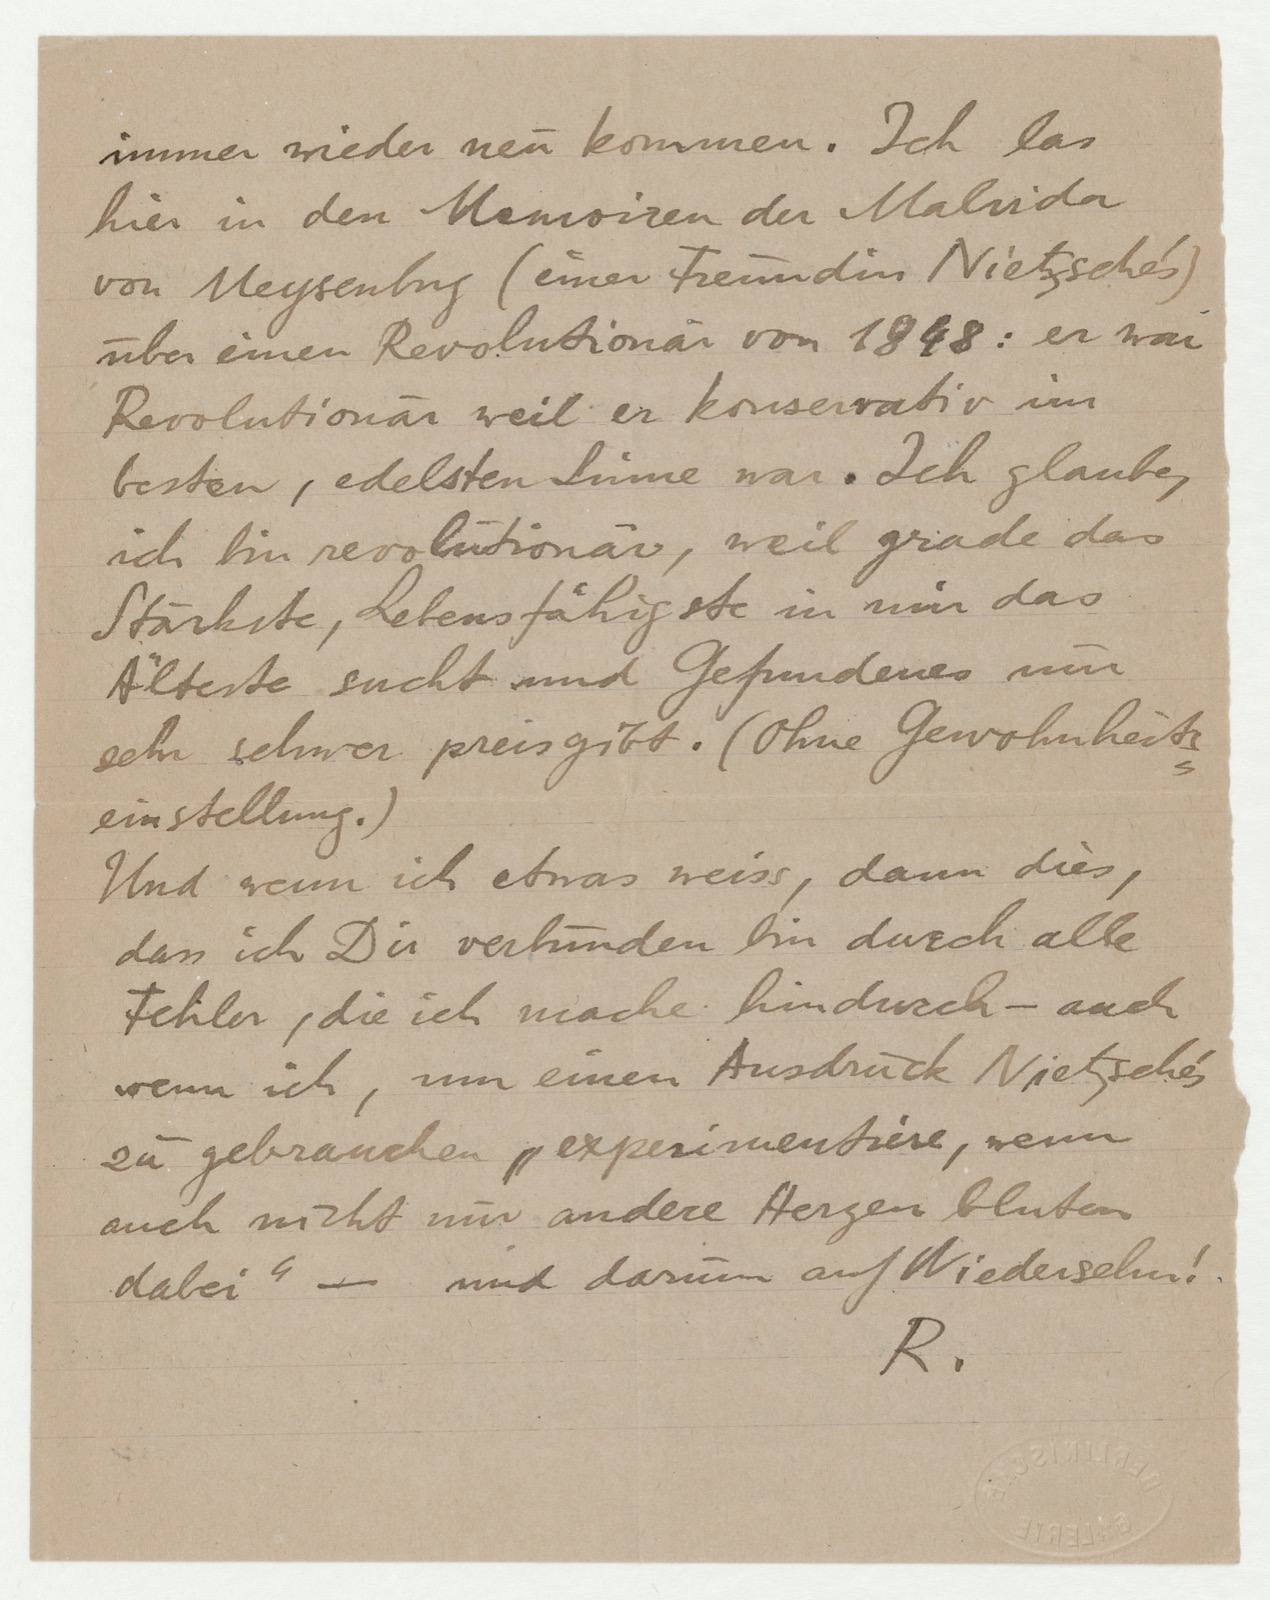 immer wieder neu kommen. Ich las
hier in den Memoiren der Malvida
von Meysenbug (einer Freundin Nietzsche's)
über einen Revolutionär von 1848: er war
Revolutionär weil er konservativ im
besten, edelsten Sinne war. Ich glaube,
ich bin revolutionär, weil grade das
Stärkste, Lebensfähigste in mir das
Älteste sucht und Gefundenes nur
sehr schwer preisgibt. (Ohne Gewohnheits=
einstellung.)
Und wenn ich etwas weiss, dann dies,
dass ich Dir verbunden bin durch alle
Fehler, die ich mache hindurch – auch
wenn ich, um einen Ausdruck Nietzsche's
zu gebrauchen „experimentiere, wenn
auch nicht nur andere Herzen bluten
dabei“ — und darum auf Wiedersehn!
R.
BERLINISCHE
GALERIE